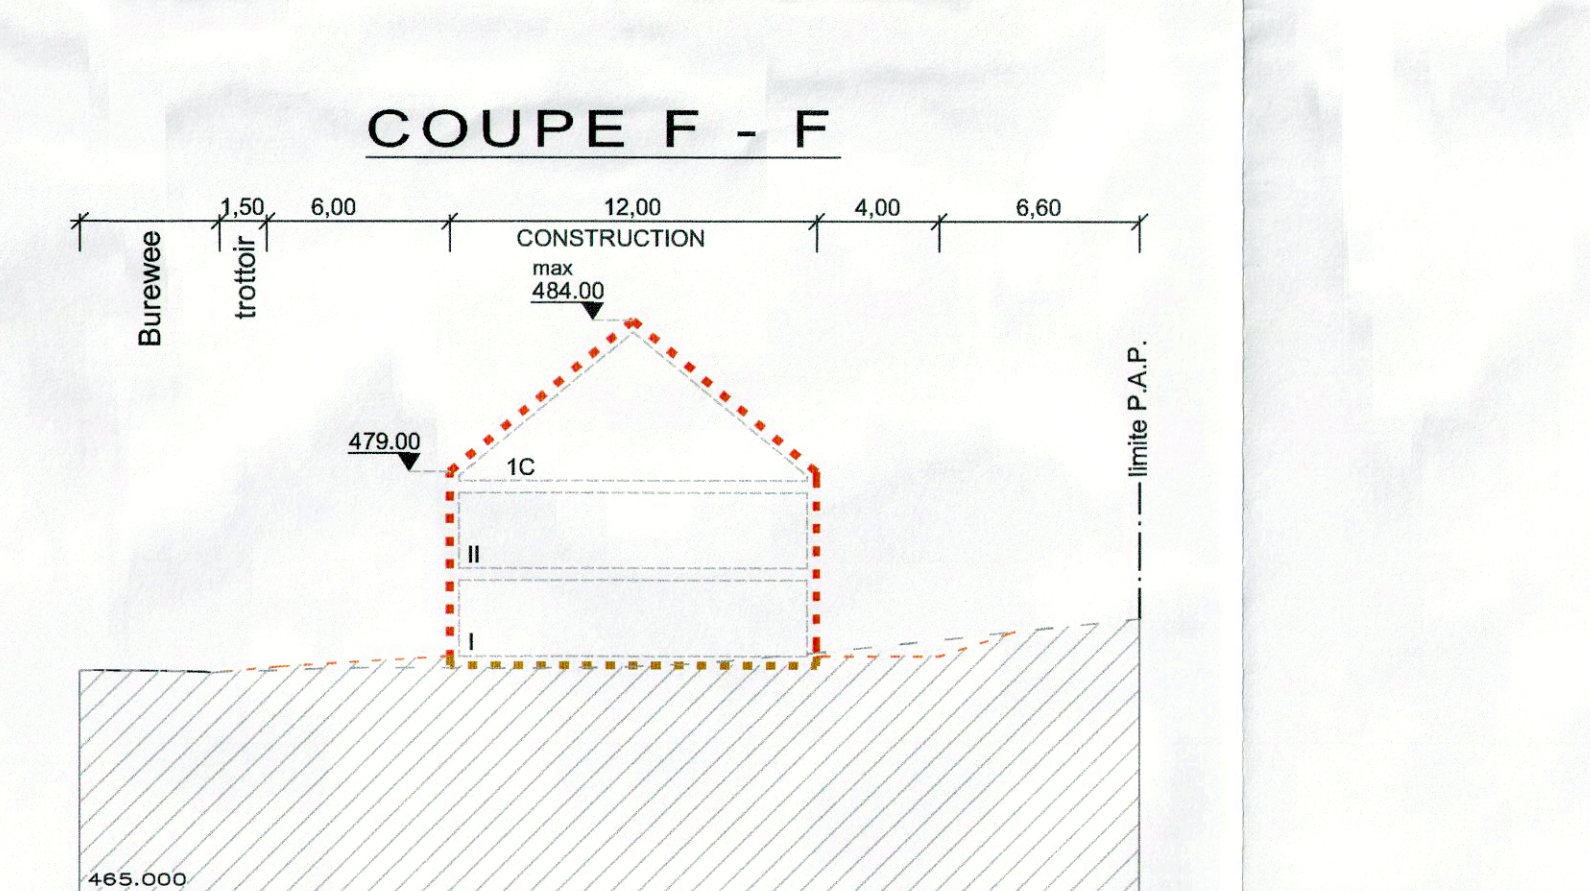 COUPE F - F
1,50 6,00 12,00 4,00 6,60
CONSTRUCTION
Burewee
trottoir
max
484.00
limite P.A.P.
479.00
1C
II
I
465.000